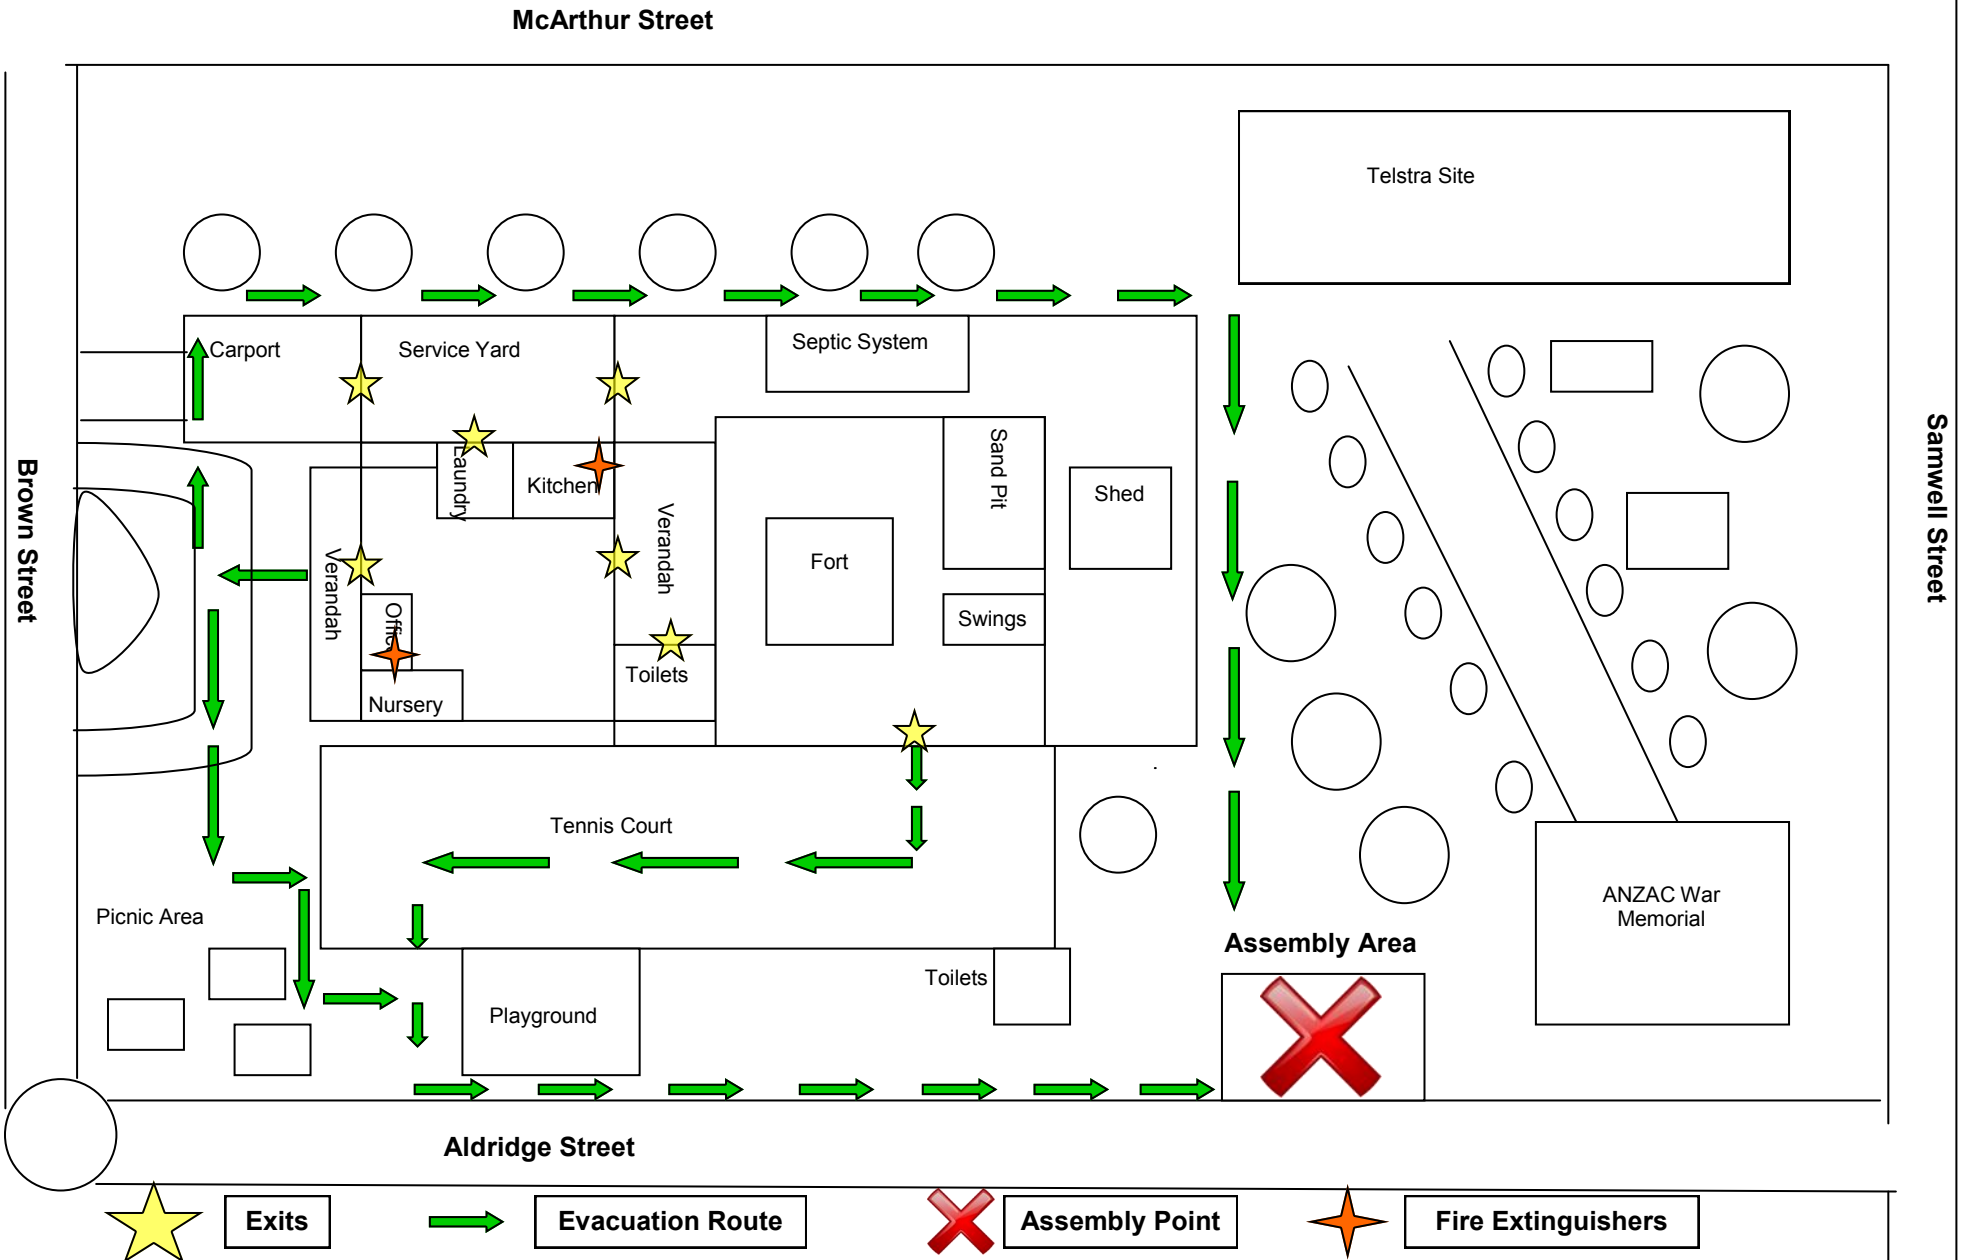 McArthur Street
Telstra Site
Carport
Service Yard
Septic System
Brown Street
Laundry
Kitchen
Verandah
Sand Pit
Shed
Samwell Street
Verandah
Office
Fort
Swings
Toilets
Nursery
Tennis Court
Picnic Area
ANZAC War
Memorial
Assembly Area
Toilets
Playground
Aldridge Street
Exits
Evacuation Route
Assembly Point
Fire Extinguishers